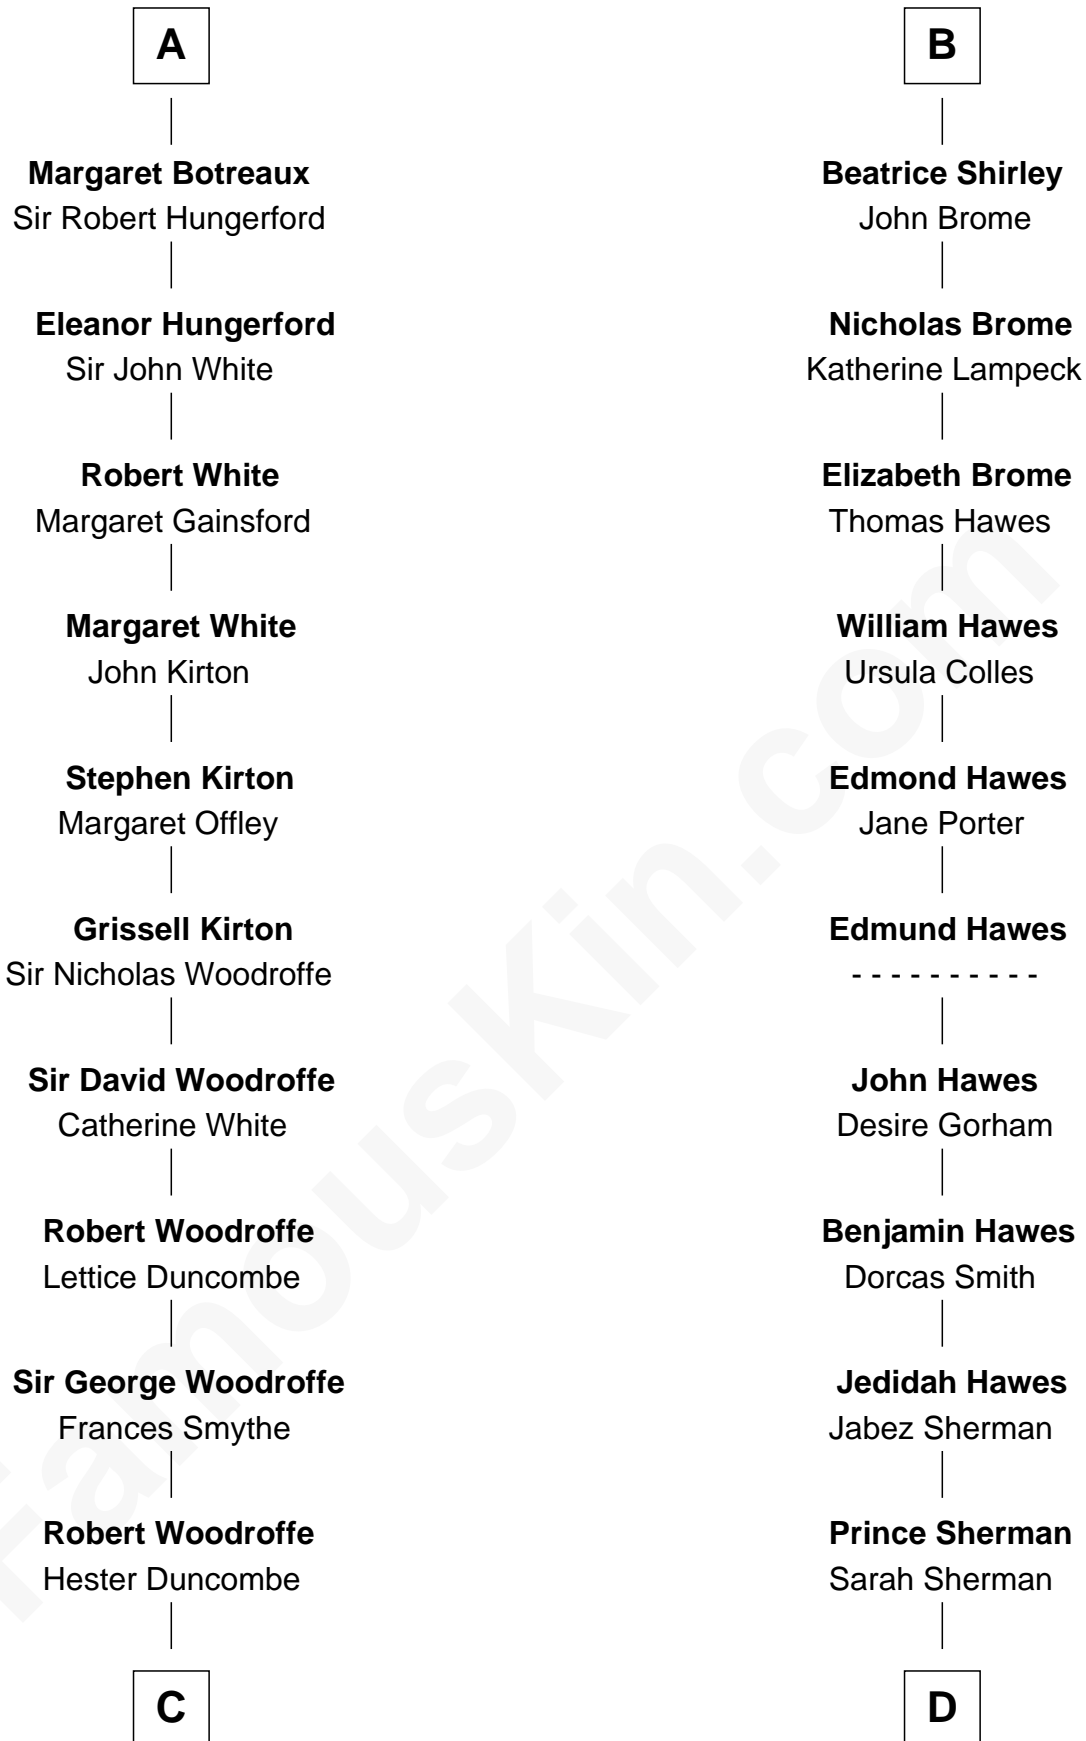 A
Margaret Botreaux
Sir Robert Hungerford
Eleanor Hungerford
Sir John White
Robert White
Margaret Gainsford
Margaret White
John Kirton
Stephen Kirton
Margaret Offley
Grissell Kirton
Sir Nicholas Woodroffe
Sir David Woodroffe
Catherine White
Robert Woodroffe
Lettice Duncombe
Sir George Woodroffe
Frances Smythe
Robert Woodroffe
Hester Duncombe
C
B
Beatrice Shirley
John Brome
Nicholas Brome
Katherine Lampeck
Elizabeth Brome
Thomas Hawes
William Hawes
Ursula Colles
Edmond Hawes
Jane Porter
Edmund Hawes
- - - - - - - - - -
John Hawes
Desire Gorham
Benjamin Hawes
Dorcas Smith
Jedidah Hawes
Jabez Sherman
Prince Sherman
Sarah Sherman
D
FamousKin.com